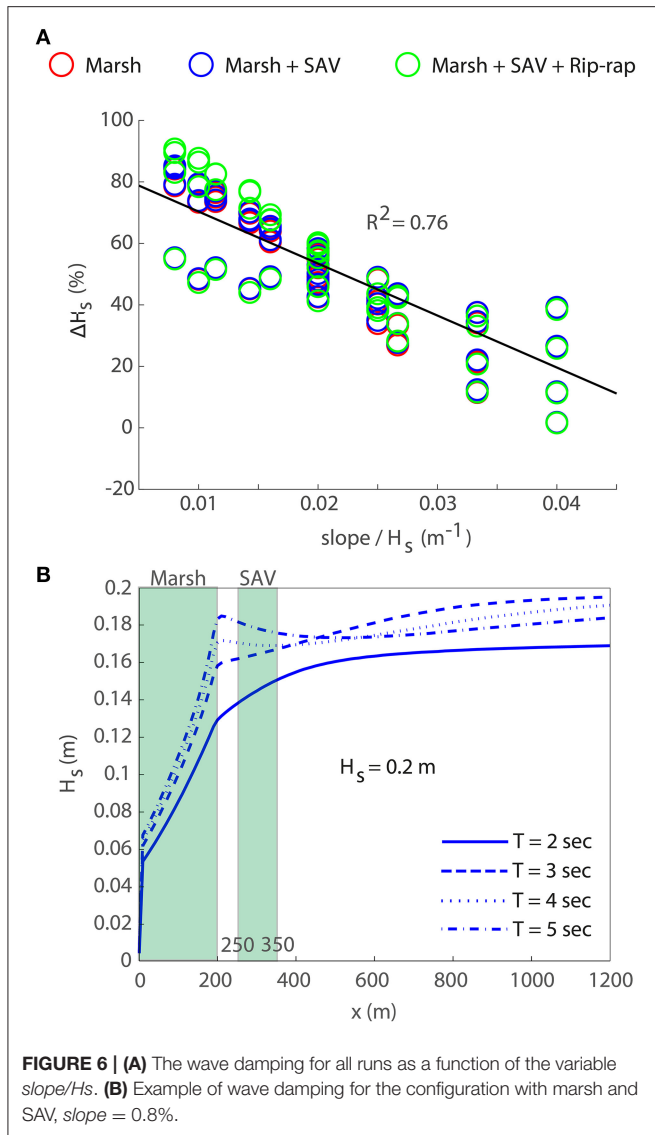 A
Marsh Marsh + SAV Marsh + SAV + Rip-rap
100
80
60
40
20
0
-20
ΔHₛ (%)
R² = 0.76
0.01 0.02 0.03 0.04
slope / Hₛ (m⁻¹)
B
Marsh SAV
0.2
0.18
0.16
0.14
0.12
0.1
0.08
0.06
0.04
0.02
0
Hₛ (m)
Hₛ = 0.2 m
T = 2 sec
T = 3 sec
T = 4 sec
T = 5 sec
250 350
0 200 400 600 800 1000 1200
x (m)
FIGURE 6 | (A) The wave damping for all runs as a function of the variable
slope/Hs. (B) Example of wave damping for the configuration with marsh and
SAV, slope = 0.8%.